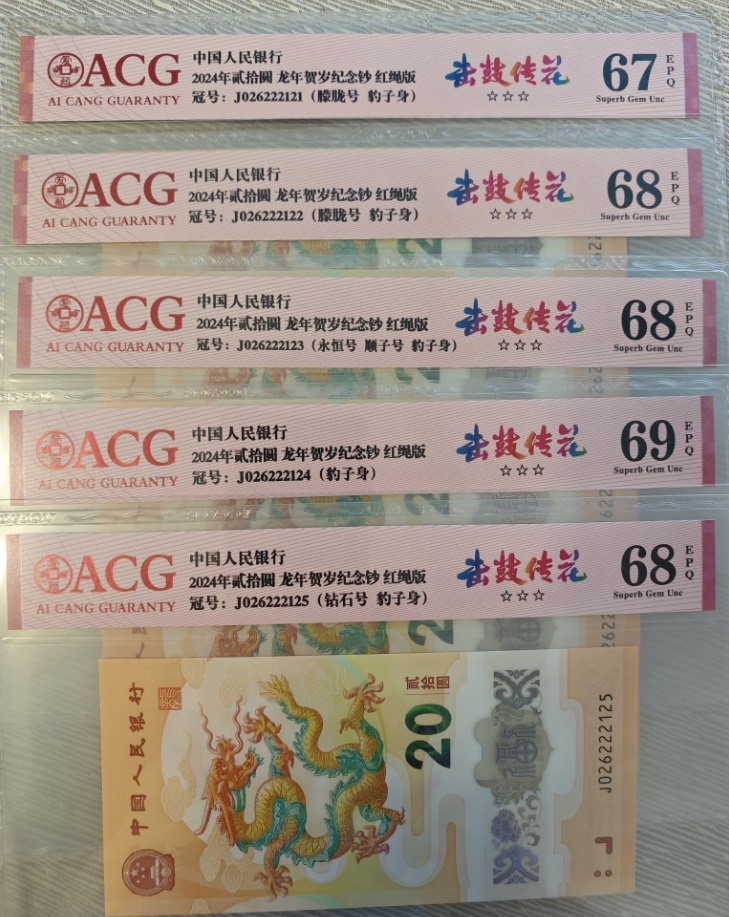 ACG
AI CANG GUARANTY
中国人民银行
2024年贰拾圆 龙年贺岁纪念钞 红绳版
冠号：J026222121（朦胧号 豹子身）
击鼓传花
☆☆☆
67
EPQ
Superb Gem Unc
ACG
AI CANG GUARANTY
中国人民银行
2024年贰拾圆 龙年贺岁纪念钞 红绳版
冠号：J026222122（朦胧号 豹子身）
击鼓传花
☆☆☆
68
EPQ
Superb Gem Unc
ACG
AI CANG GUARANTY
中国人民银行
2024年贰拾圆 龙年贺岁纪念钞 红绳版
冠号：J026222123（永恒号 顺子号 豹子身）
击鼓传花
☆☆☆
68
EPQ
Superb Gem Unc
ACG
AI CANG GUARANTY
中国人民银行
2024年贰拾圆 龙年贺岁纪念钞 红绳版
冠号：J026222124（豹子身）
击鼓传花
☆☆☆
69
EPQ
Superb Gem Unc
ACG
AI CANG GUARANTY
中国人民银行
2024年贰拾圆 龙年贺岁纪念钞 红绳版
冠号：J026222125（钻石号 豹子身）
击鼓传花
☆☆☆
68
EPQ
Superb Gem Unc
中国人民银行
贰拾圆
20
J026222125